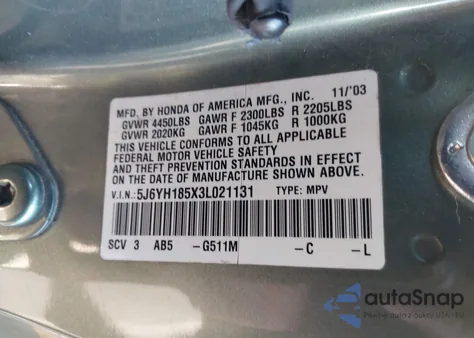 MFD. BY HONDA OF AMERICA MFG., INC. 11/'03
GVWR 4450LBS GAWR F 2300LBS R 2205LBS
GVWR 2020KG GAWR F 1045KG R 1000KG
THIS VEHICLE CONFORMS TO ALL APPLICABLE
FEDERAL MOTOR VEHICLE SAFETY
AND THEFT PREVENTION STANDARDS IN EFFECT
ON THE DATE OF MANUFACTURE SHOWN ABOVE.
V.I.N.: 5J6YH185X3L021131 TYPE: MPV
SCV 3 AB5 -G511M -C -L
autoSnap